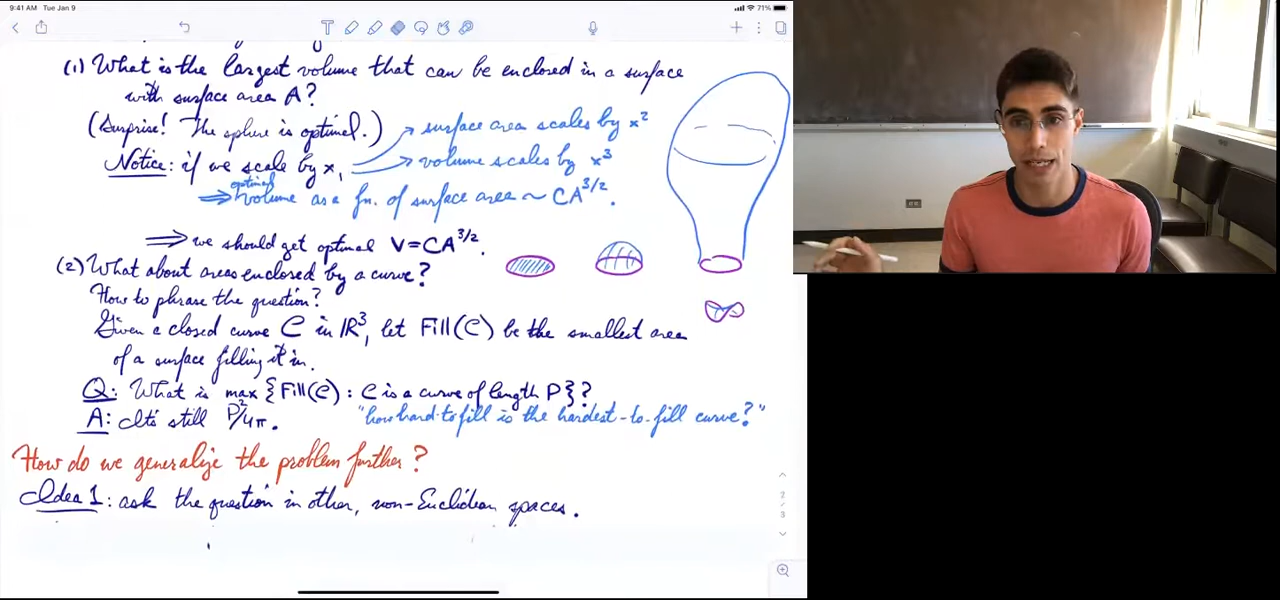 9:41 AM Tue Jan 9
71%
(1) What is the largest volume that can be enclosed in a surface
with surface area A?
(Surprise! The sphere is optimal.)
surface area scales by x²
Notice: if we scale by x,
volume scales by x³
optimal
⟹ volume as a fn. of surface area ~ CA^3/2.
⟹ we should get optimal V=CA^3/2.
(2) What about areas enclosed by a curve?
How to phrase the question?
Given a closed curve C in ℝ³, let Fill(C) be the smallest area
of a surface filling it in.
Q: What is max {Fill(C) : C is a curve of length P}?
A: It's still P²/4π.
"how hard-to-fill is the hardest-to-fill curve?"
How do we generalize the problem further?
Idea 1: ask the question in other, non-Euclidean spaces.
2
3